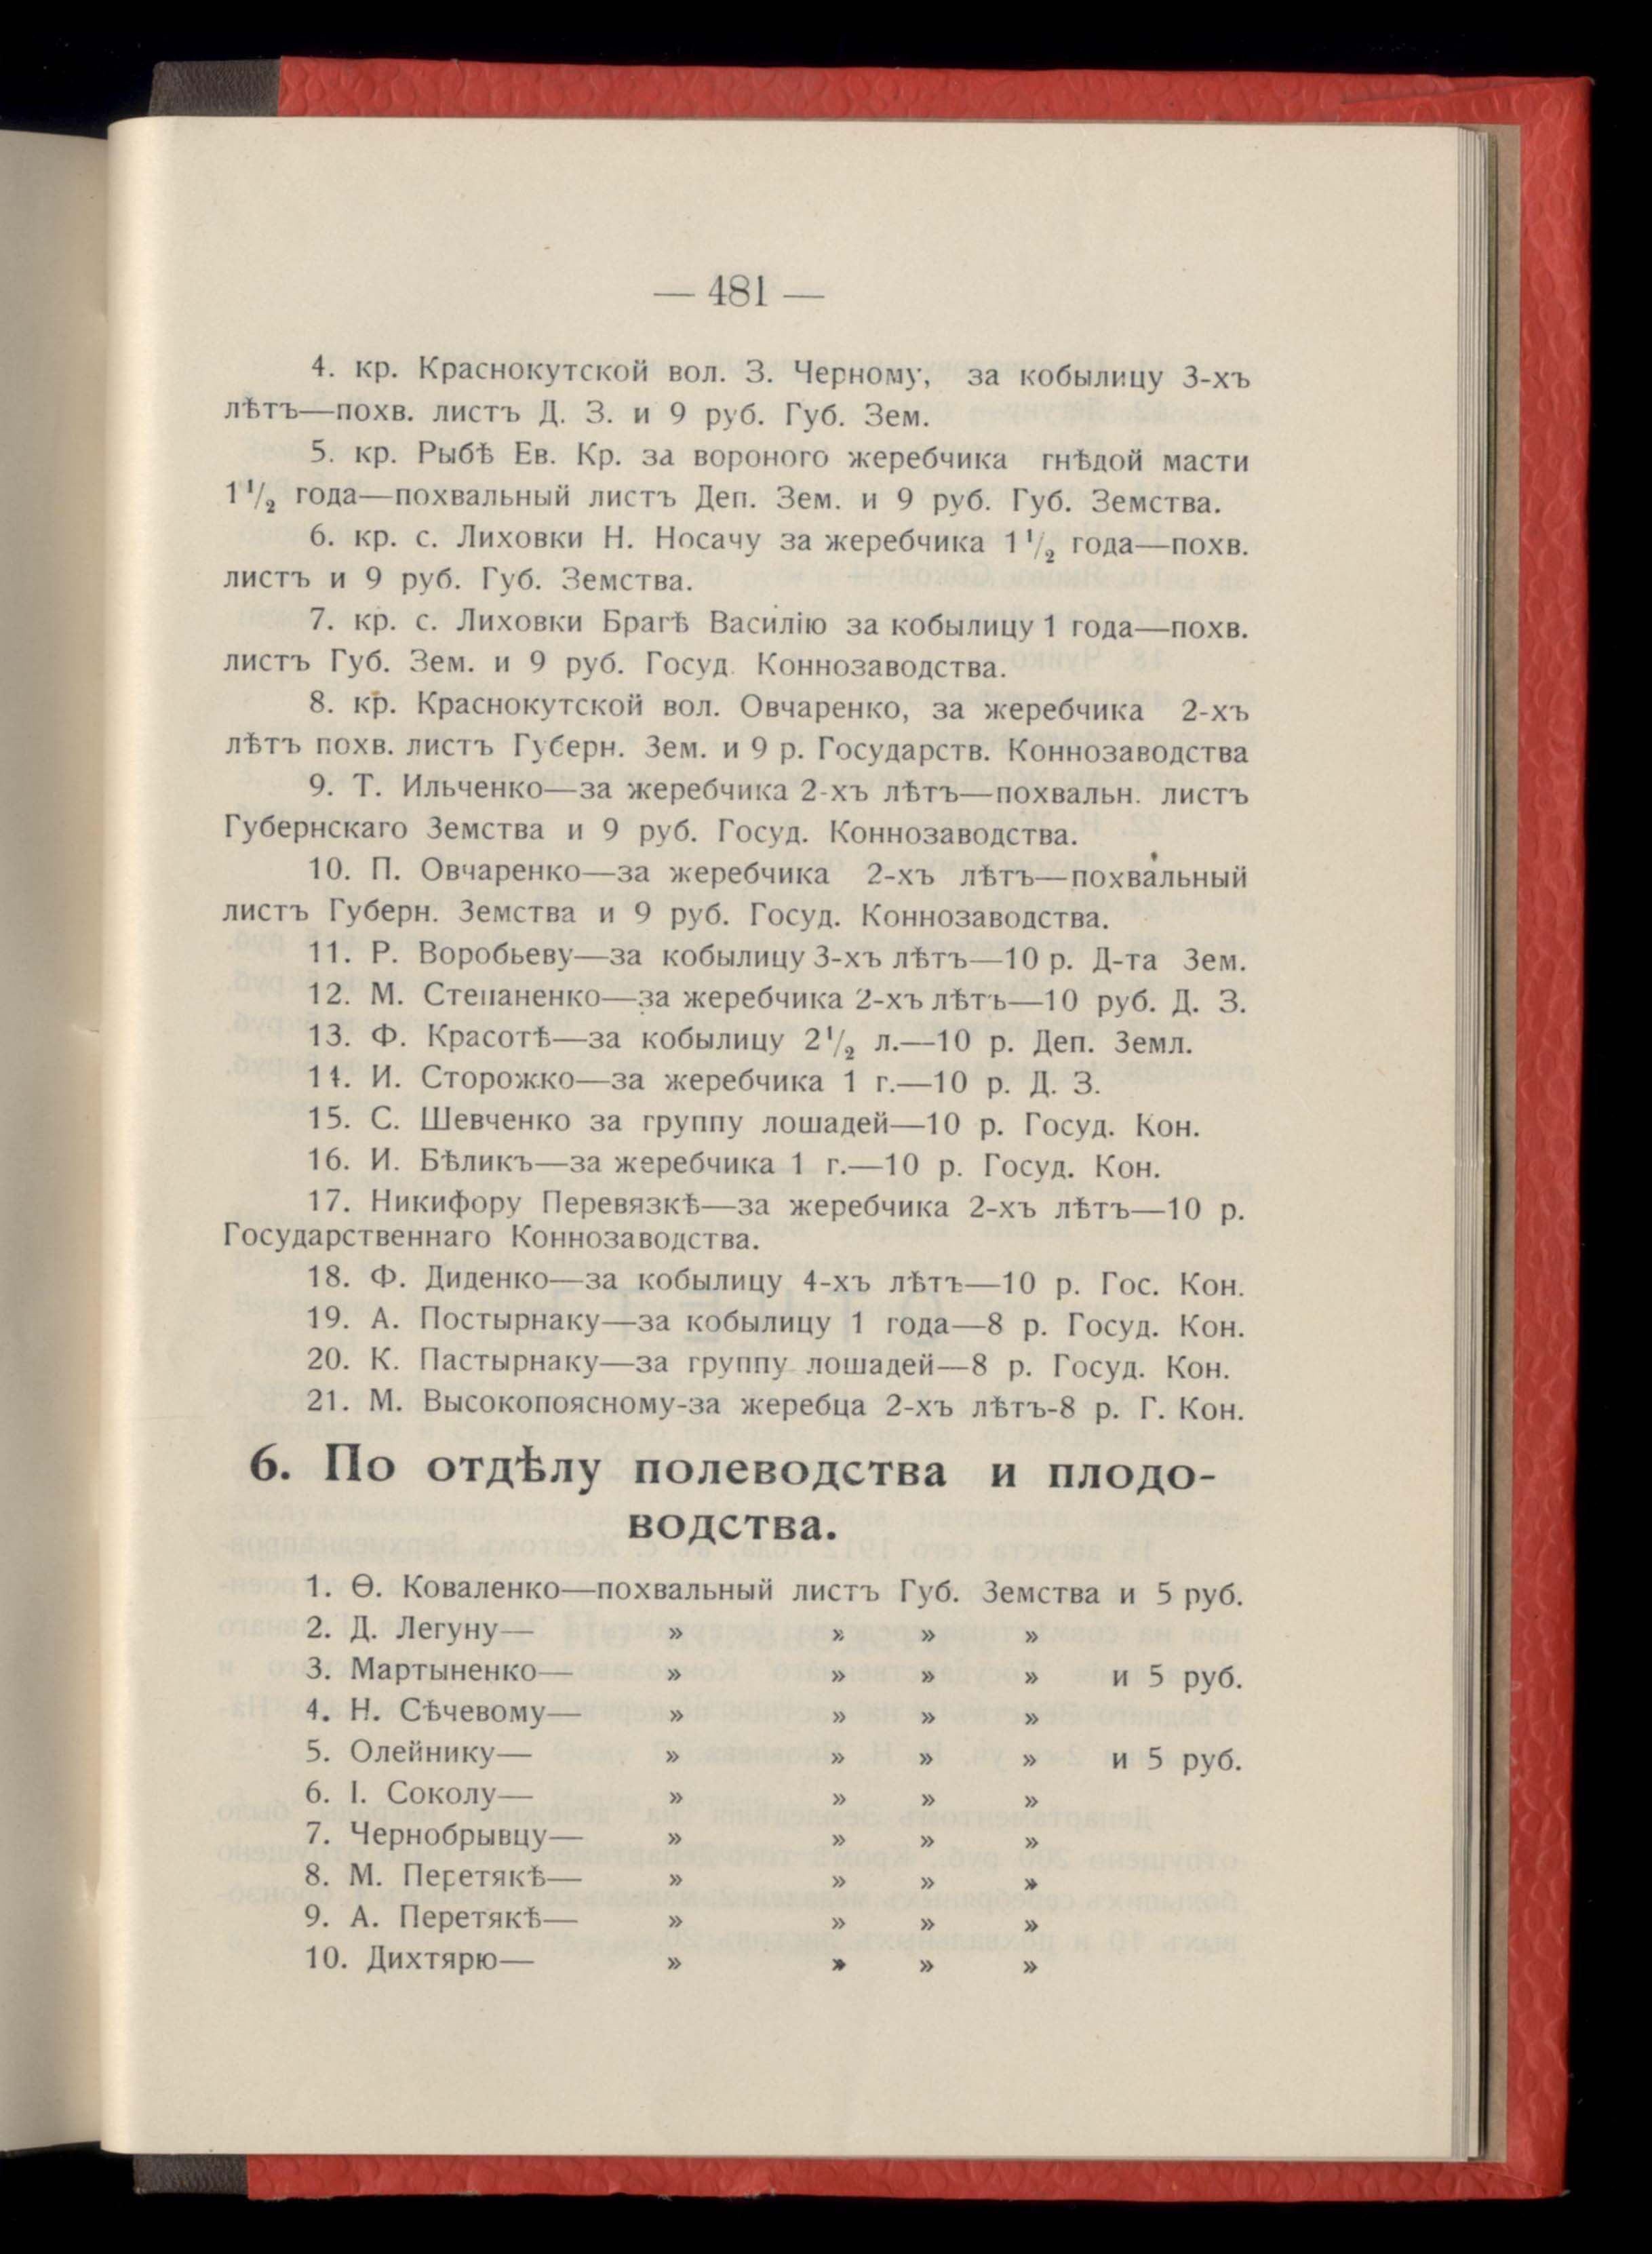 — 481 —
4. кр. Краснокутской вол. З. Черному, за кобылицу 3-хъ
лѣтъ—похв. листъ Д. З. и 9 руб. Губ. Зем.
5. кр. Рыбѣ Ев. Кр. за вороного жеребчика гнѣдой масти
1 1/2 года—похвальный листъ Деп. Зем. и 9 руб. Губ. Земства.
6. кр. с. Лиховки Н. Носачу за жеребчика 1 1/2 года—похв.
листъ и 9 руб. Губ. Земства.
7. кр. с. Лиховки Брагѣ Василію за кобылицу 1 года—похв.
листъ Губ. Зем. и 9 руб. Госуд. Коннозаводства.
8. кр. Краснокутской вол. Овчаренко, за жеребчика 2-хъ
лѣтъ похв. листъ Губерн. Зем. и 9 р. Государств. Коннозаводства
9. Т. Ильченко—за жеребчика 2-хъ лѣтъ—похвальн. листъ
Губернскаго Земства и 9 руб. Госуд. Коннозаводства.
10. П. Овчаренко—за жеребчика 2-хъ лѣтъ—похвальный
листъ Губерн. Земства и 9 руб. Госуд. Коннозаводства.
11. Р. Воробьеву—за кобылицу 3-хъ лѣтъ—10 р. Д-та Зем.
12. М. Степаненко—за жеребчика 2-хъ лѣтъ—10 руб. Д. З.
13. Ф. Красотѣ—за кобылицу 2 1/2 л.—10 р. Деп. Земл.
14. И. Сторожко—за жеребчика 1 г.—10 р. Д. З.
15. С. Шевченко за группу лошадей—10 р. Госуд. Кон.
16. И. Бѣликъ—за жеребчика 1 г.—10 р. Госуд. Кон.
17. Никифору Перевязкѣ—за жеребчика 2-хъ лѣтъ—10 р.
Государственнаго Коннозаводства.
18. Ф. Диденко—за кобылицу 4-хъ лѣтъ—10 р. Гос. Кон.
19. А. Постырнаку—за кобылицу 1 года—8 р. Госуд. Кон.
20. К. Пастырнаку—за группу лошадей—8 р. Госуд. Кон.
21. М. Высокопоясному-за жеребца 2-хъ лѣтъ-8 р. Г. Кон.
6. По отдѣлу полеводства и плодо-
водства.
1. Ѳ. Коваленко—похвальный листъ Губ. Земства и 5 руб.
2. Д. Легуну— » » » »
3. Мартыненко— » » » » и 5 руб.
4. Н. Сѣчевому— » » » »
5. Олейнику— » » » » и 5 руб.
6. І. Соколу— » » » »
7. Чернобрывцу— » » » »
8. М. Перетякѣ— » » » »
9. А. Перетякѣ— » » » »
10. Дихтярю— » » » »